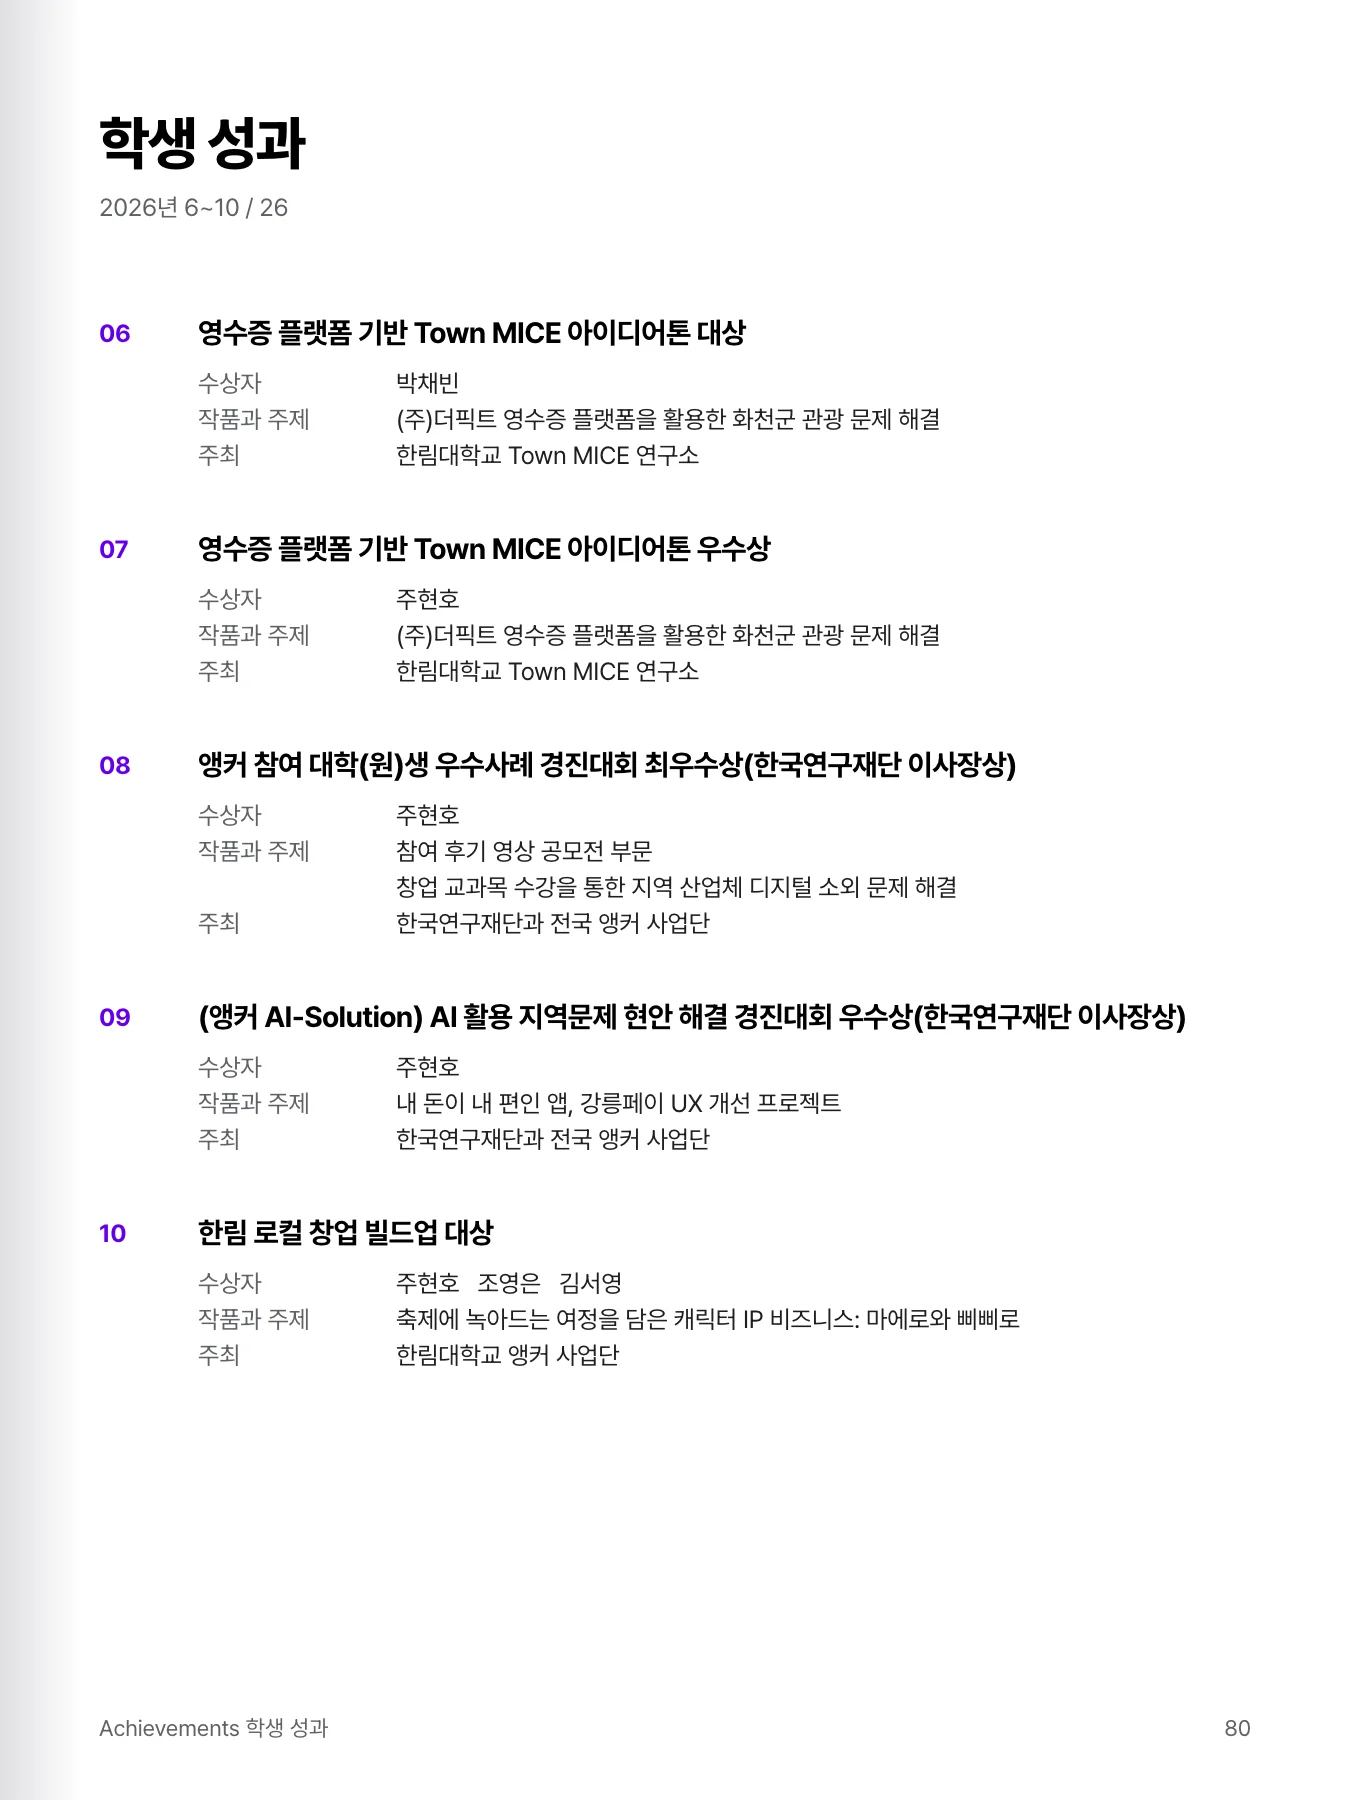 학생 성과
2026년 6~10 / 26
06 영수증 플랫폼 기반 Town MICE 아이디어톤 대상
수상자 박채빈
작품과 주제 (주)더픽트 영수증 플랫폼을 활용한 화천군 관광 문제 해결
주최 한림대학교 Town MICE 연구소
07 영수증 플랫폼 기반 Town MICE 아이디어톤 우수상
수상자 주현호
작품과 주제 (주)더픽트 영수증 플랫폼을 활용한 화천군 관광 문제 해결
주최 한림대학교 Town MICE 연구소
08 앵커 참여 대학(원)생 우수사례 경진대회 최우수상(한국연구재단 이사장상)
수상자 주현호
작품과 주제 참여 후기 영상 공모전 부문
창업 교과목 수강을 통한 지역 산업체 디지털 소외 문제 해결
주최 한국연구재단과 전국 앵커 사업단
09 (앵커 AI-Solution) AI 활용 지역문제 현안 해결 경진대회 우수상(한국연구재단 이사장상)
수상자 주현호
작품과 주제 내 돈이 내 편인 앱, 강릉페이 UX 개선 프로젝트
주최 한국연구재단과 전국 앵커 사업단
10 한림 로컬 창업 빌드업 대상
수상자 주현호 조영은 김서영
작품과 주제 축제에 녹아드는 여정을 담은 캐릭터 IP 비즈니스: 마에로와 삐삐로
주최 한림대학교 앵커 사업단
Achievements 학생 성과 80